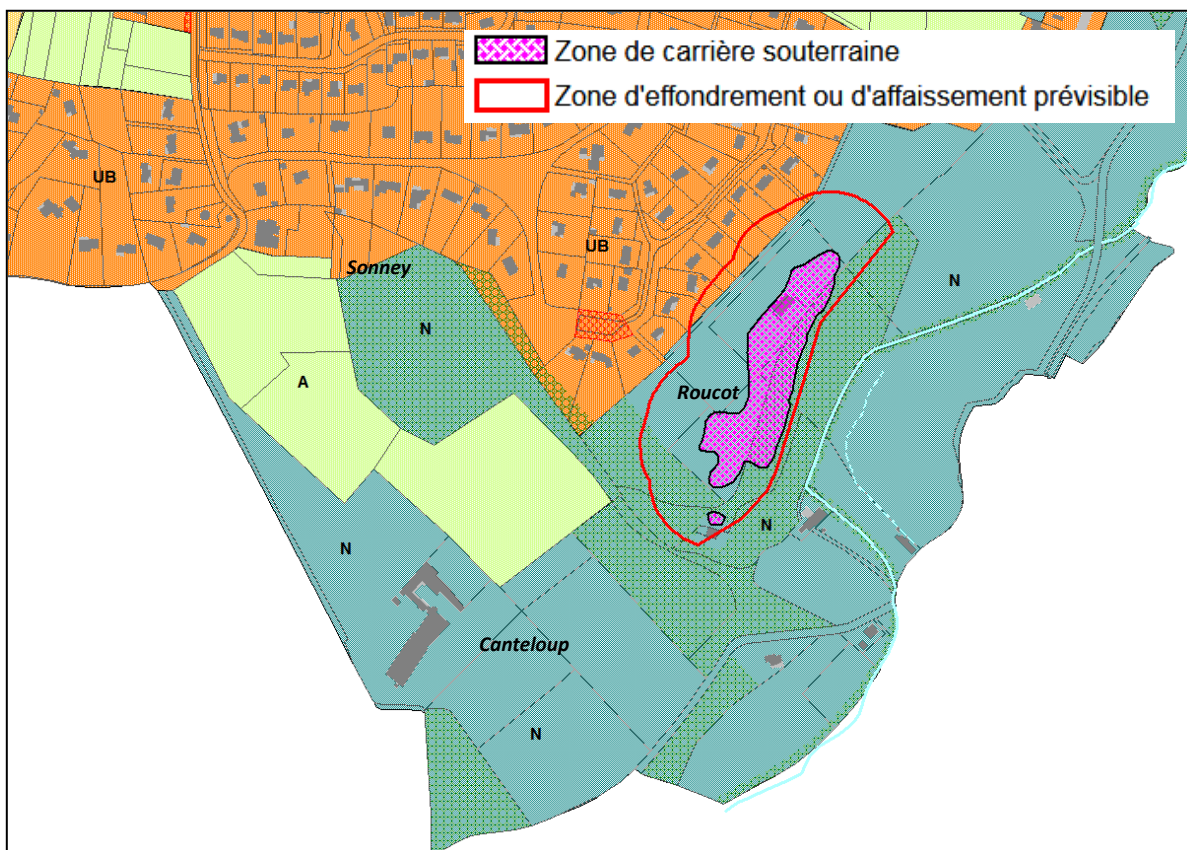 Zone de carrière souterraine
Zone d'effondrement ou d'affaissement prévisible
UB
UB
Sonney
N
N
A
Roucot
N
N
Canteloup
N